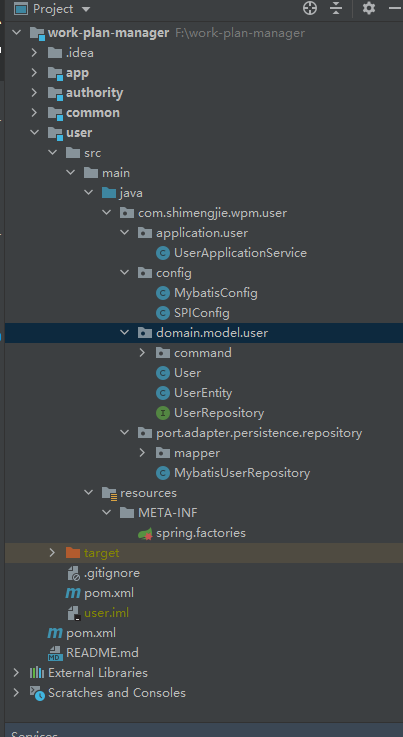 Project
work-plan-manager F:\work-plan-manager
.idea
app
authority
common
user
src
main
java
com.shimengjie.wpm.user
application.user
UserApplicationService
config
MybatisConfig
SPIConfig
domain.model.user
command
User
UserEntity
UserRepository
port.adapter.persistence.repository
mapper
MybatisUserRepository
resources
META-INF
spring.factories
target
.gitignore
pom.xml
user.iml
pom.xml
README.md
External Libraries
Scratches and Consoles
Services